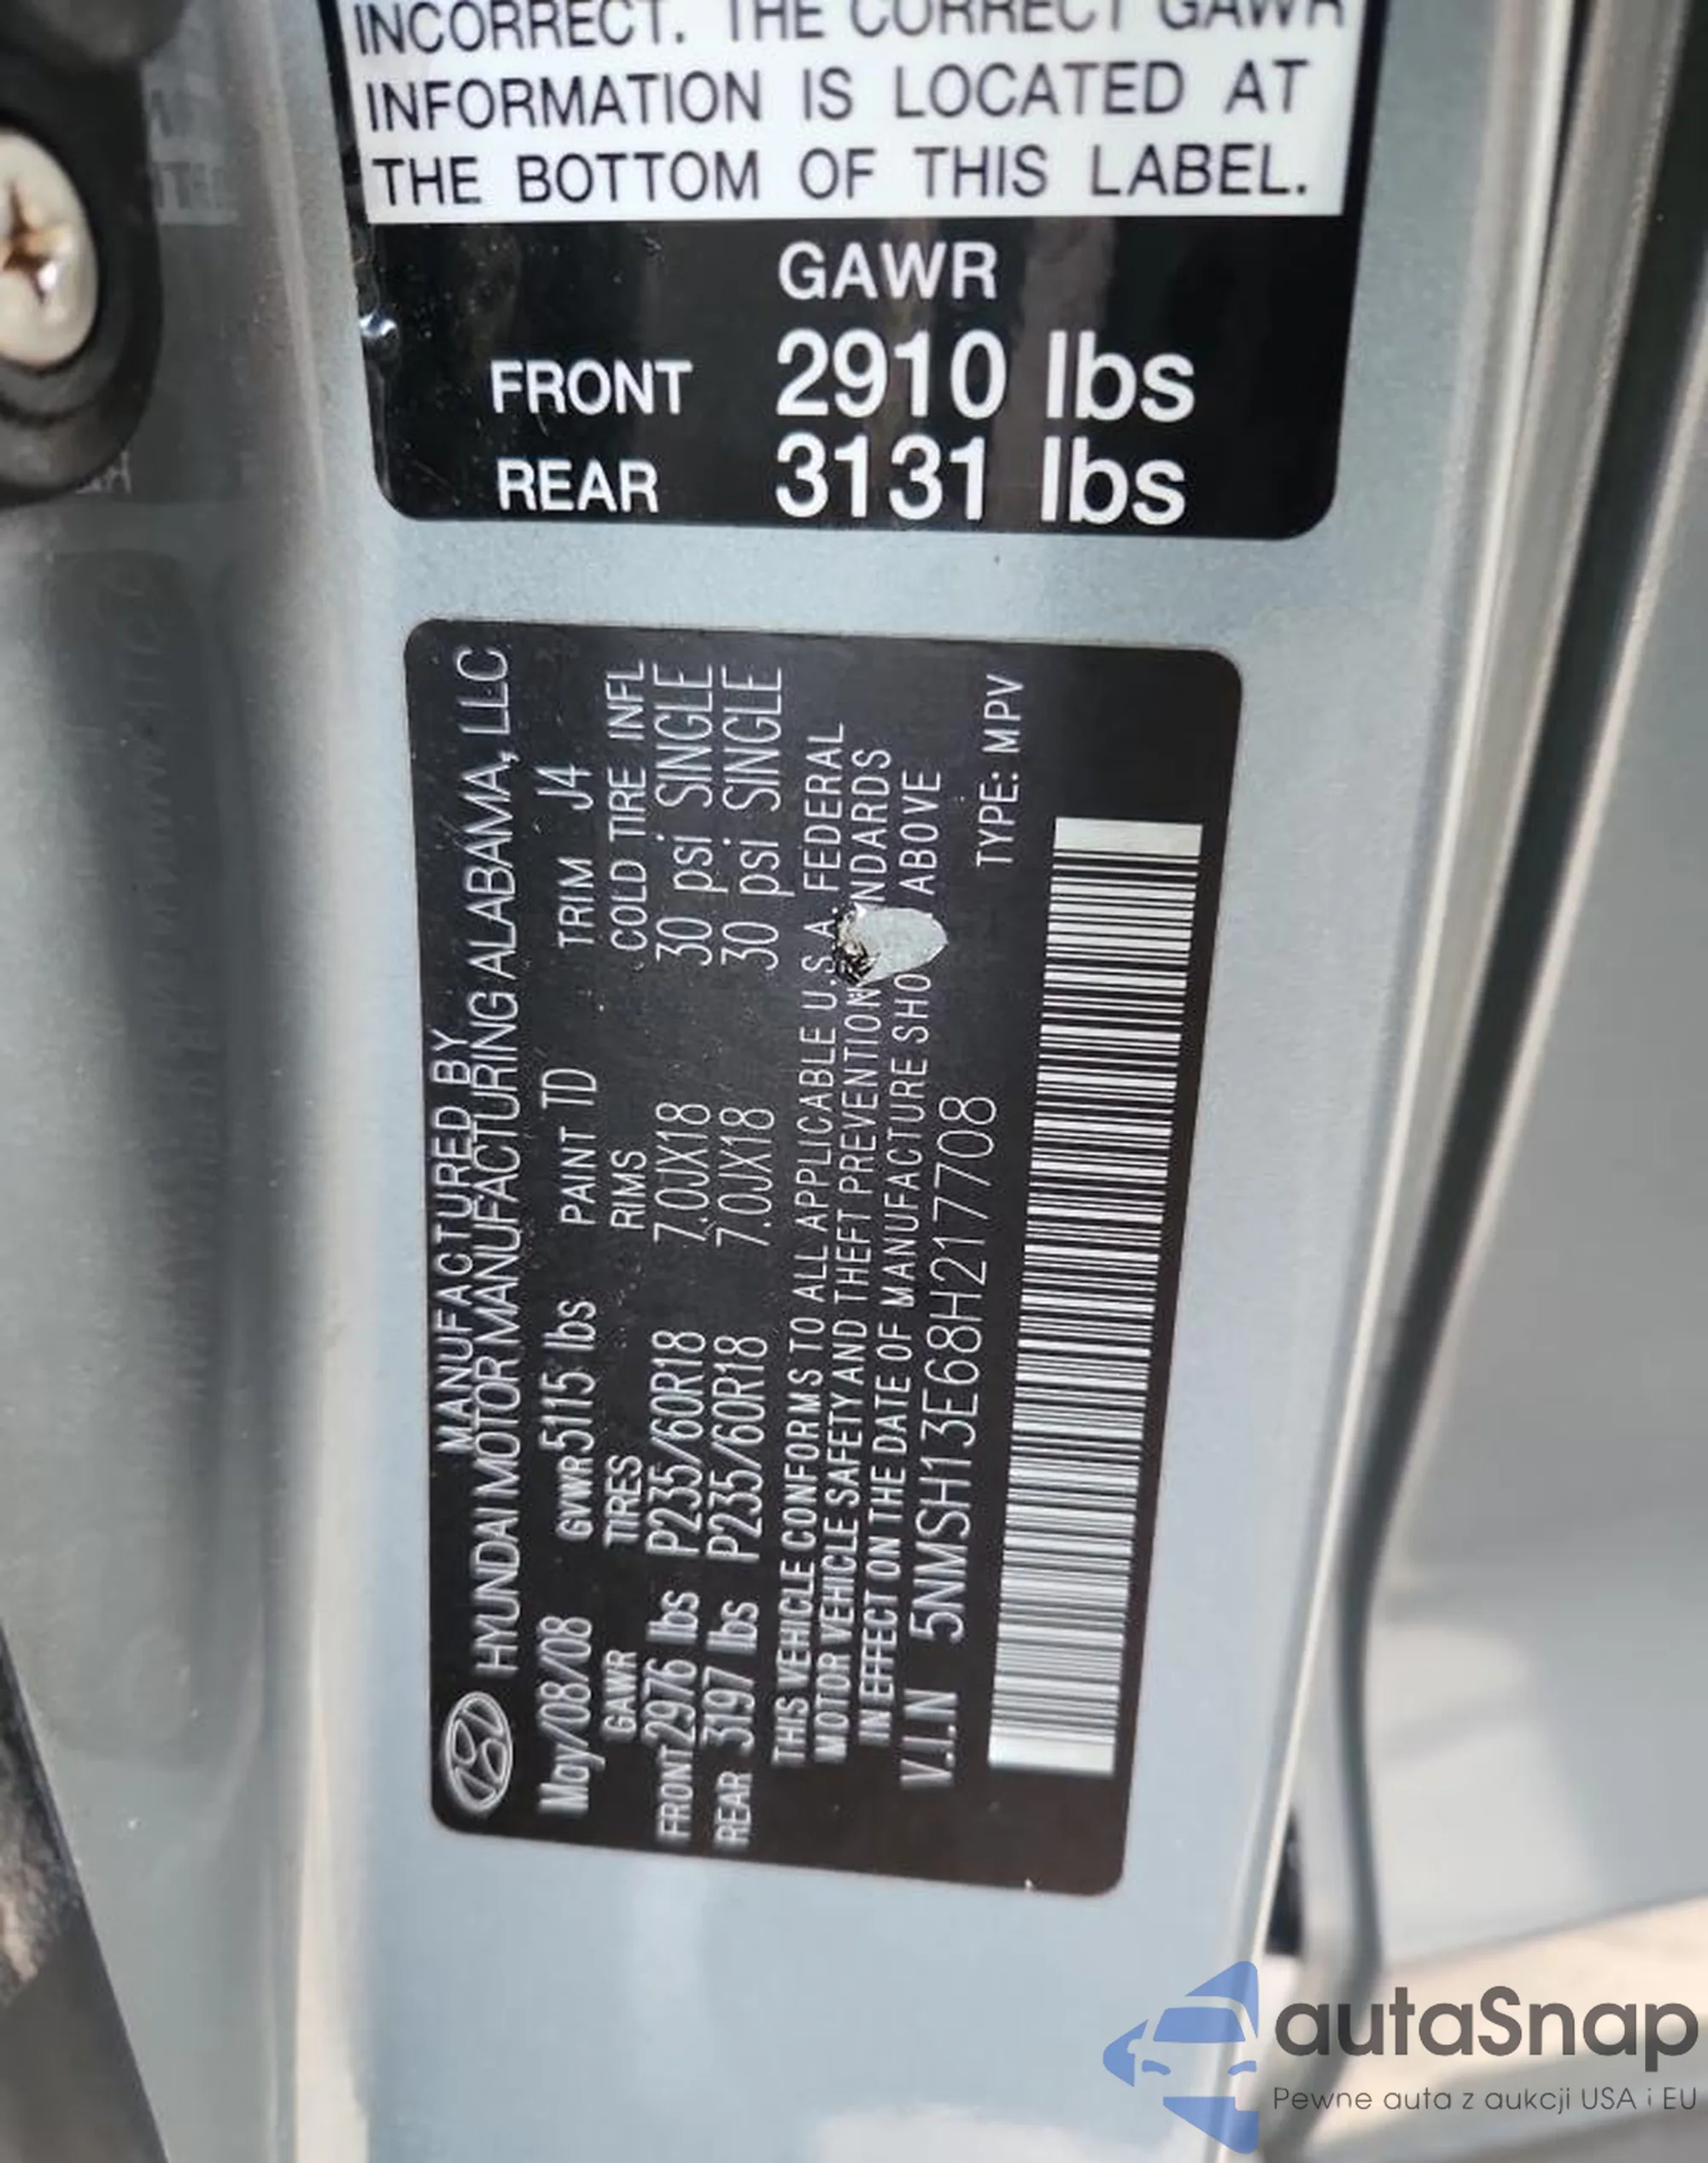 INCORRECT. THE CORRECT GAWR
INFORMATION IS LOCATED AT
THE BOTTOM OF THIS LABEL.
GAWR
FRONT 2910 lbs
REAR 3131 lbs
MANUFACTURED BY
HYUNDAI MOTOR MANUFACTURING ALABAMA, LLC
May/08/08 GVWR 5115 lbs PAINT TD TRIM J4
GAWR TIRES RIMS COLD TIRE INFL
FRONT 2976 lbs P235/60R18 7.0JX18 30 psi SINGLE
REAR 3197 lbs P235/60R18 7.0JX18 30 psi SINGLE
THIS VEHICLE CONFORMS TO ALL APPLICABLE U.S.A. FEDERAL
MOTOR VEHICLE SAFETY AND THEFT PREVENTION NDARDS
IN EFFECT ON THE DATE OF MANUFACTURE SHO ABOVE
V.I.N 5NMSH13E68H217708 TYPE: MPV
autaSnap
Pewne auta z aukcji USA i EU